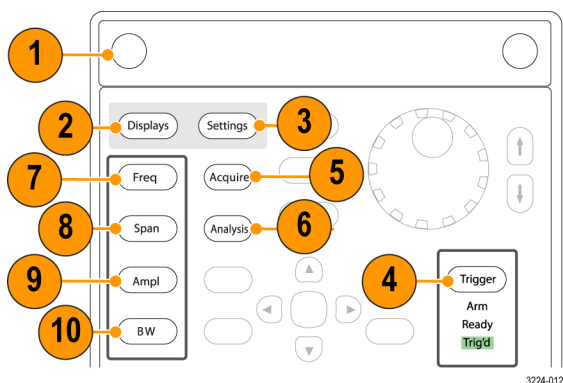 1
2 Displays Settings 3
7 Freq Acquire 5
8 Span Analysis 6
9 Ampl 4 Trigger
Arm
10 BW Ready
Trig'd
3224-012